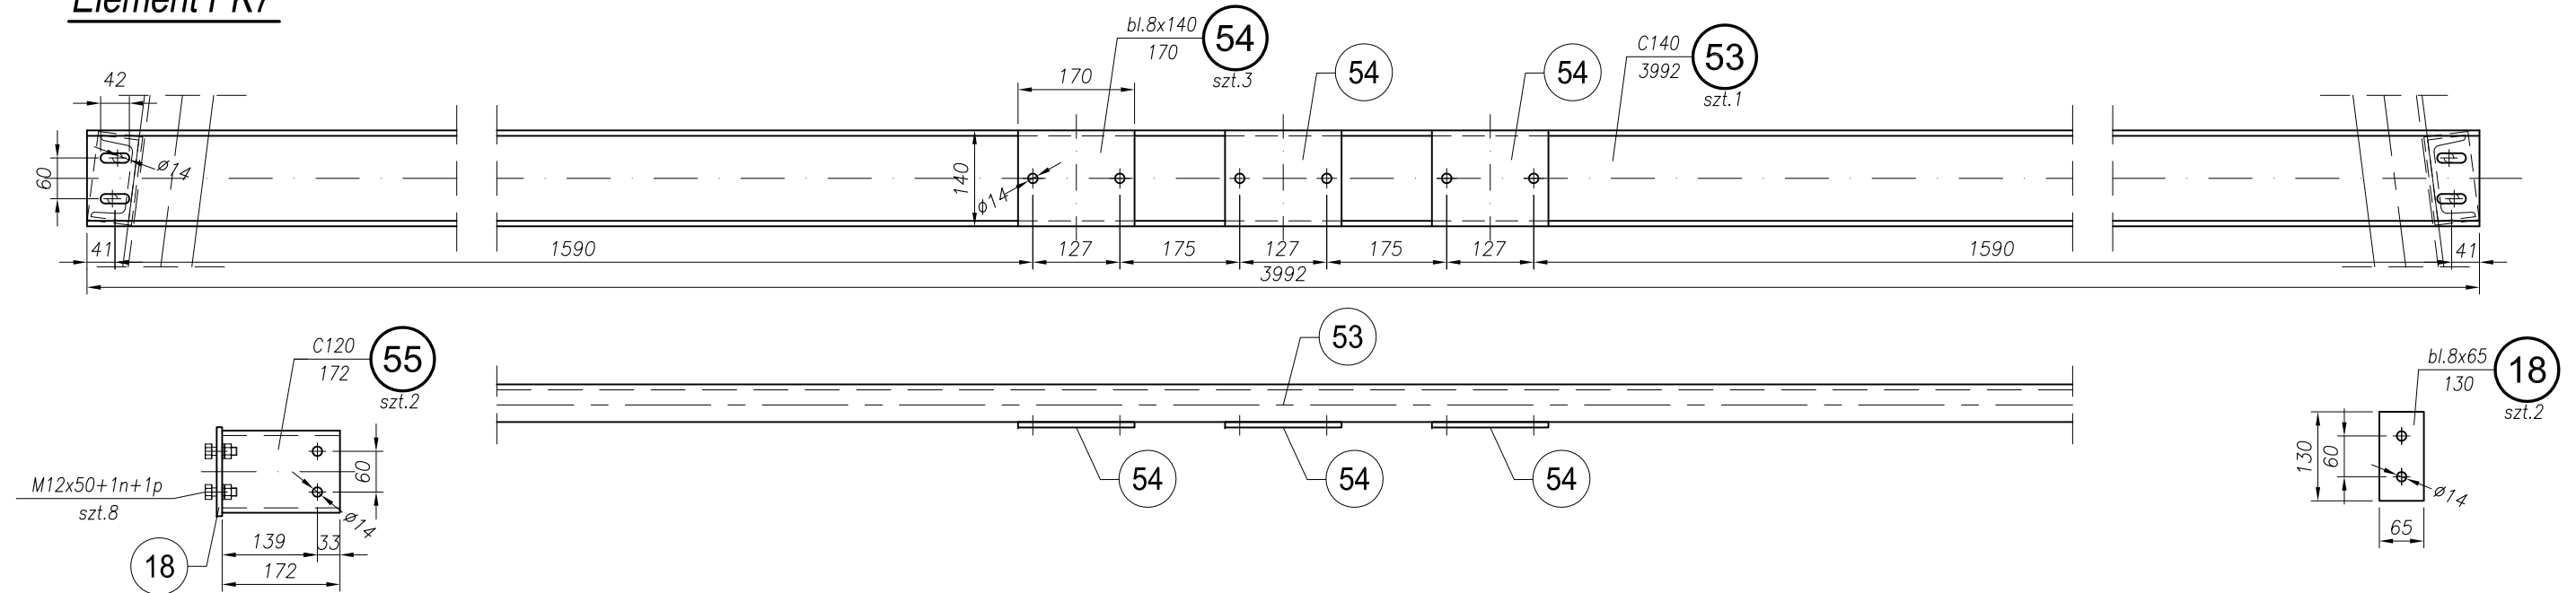 Element PR7
bl.8x140
170
54
szt.3
54
54
C140
3992
53
szt.1
42
170
60
ø14
140
ø14
41
1590
127
175
127
175
127
1590
41
3992
C120
172
55
szt.2
53
bl.8x65
130
18
szt.2
M12x50+1n+1p
szt.8
60
ø14
139
33
172
18
54
54
54
130
60
ø14
65